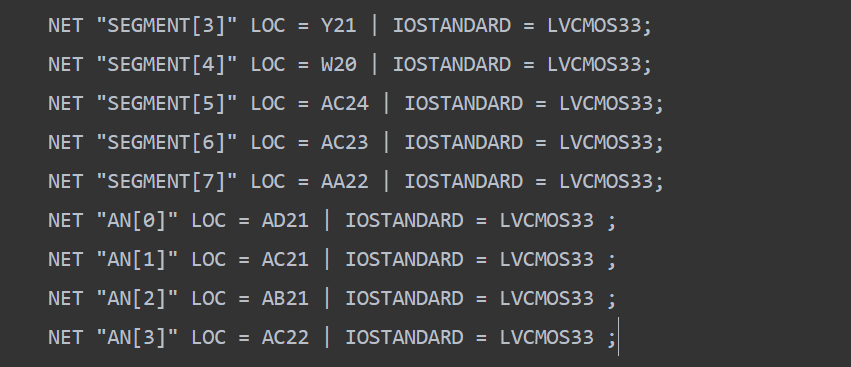 NET "SEGMENT[3]" LOC = Y21 | IOSTANDARD = LVCMOS33;
NET "SEGMENT[4]" LOC = W20 | IOSTANDARD = LVCMOS33;
NET "SEGMENT[5]" LOC = AC24 | IOSTANDARD = LVCMOS33;
NET "SEGMENT[6]" LOC = AC23 | IOSTANDARD = LVCMOS33;
NET "SEGMENT[7]" LOC = AA22 | IOSTANDARD = LVCMOS33;
NET "AN[0]" LOC = AD21 | IOSTANDARD = LVCMOS33 ;
NET "AN[1]" LOC = AC21 | IOSTANDARD = LVCMOS33 ;
NET "AN[2]" LOC = AB21 | IOSTANDARD = LVCMOS33 ;
NET "AN[3]" LOC = AC22 | IOSTANDARD = LVCMOS33 ;